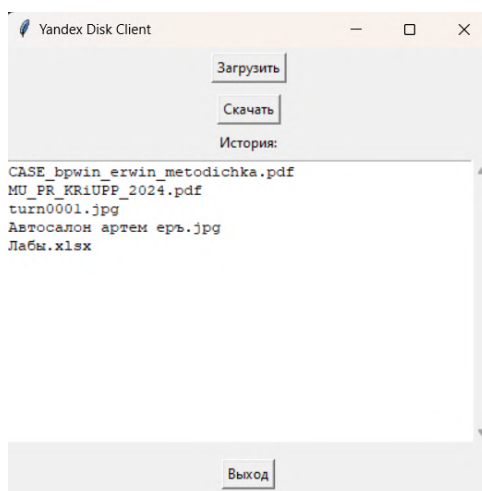 Yandex Disk Client
Загрузить
Скачать
История:
CASE_bpwin_erwin_metodichka.pdf
MU_PR_KRiUPP_2024.pdf
turn0001.jpg
Автосалон артем еръ.jpg
Лабы.xlsx
Выход